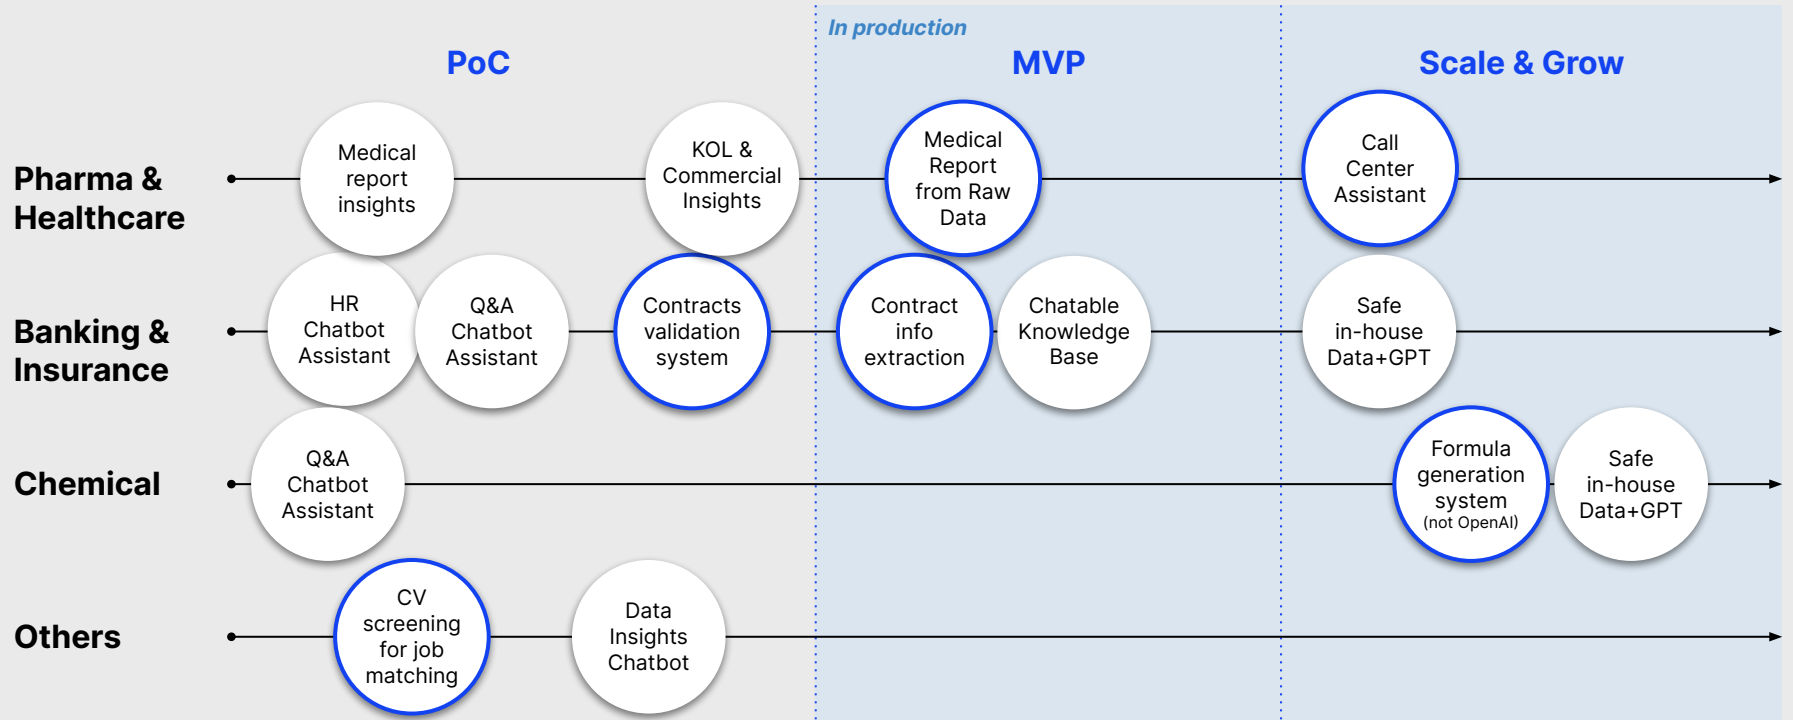 In production
PoC
MVP
Scale & Grow
Pharma &
Healthcare
Medical
report
insights
KOL &
Commercial
Insights
Medical
Report
from Raw
Data
Call
Center
Assistant
Banking &
Insurance
HR
Chatbot
Assistant
Q&A
Chatbot
Assistant
Contracts
validation
system
Contract
info
extraction
Chatable
Knowledge
Base
Safe
in-house
Data+GPT
Chemical
Q&A
Chatbot
Assistant
Formula
generation
system
(not OpenAI)
Safe
in-house
Data+GPT
Others
CV
screening
for job
matching
Data
Insights
Chatbot